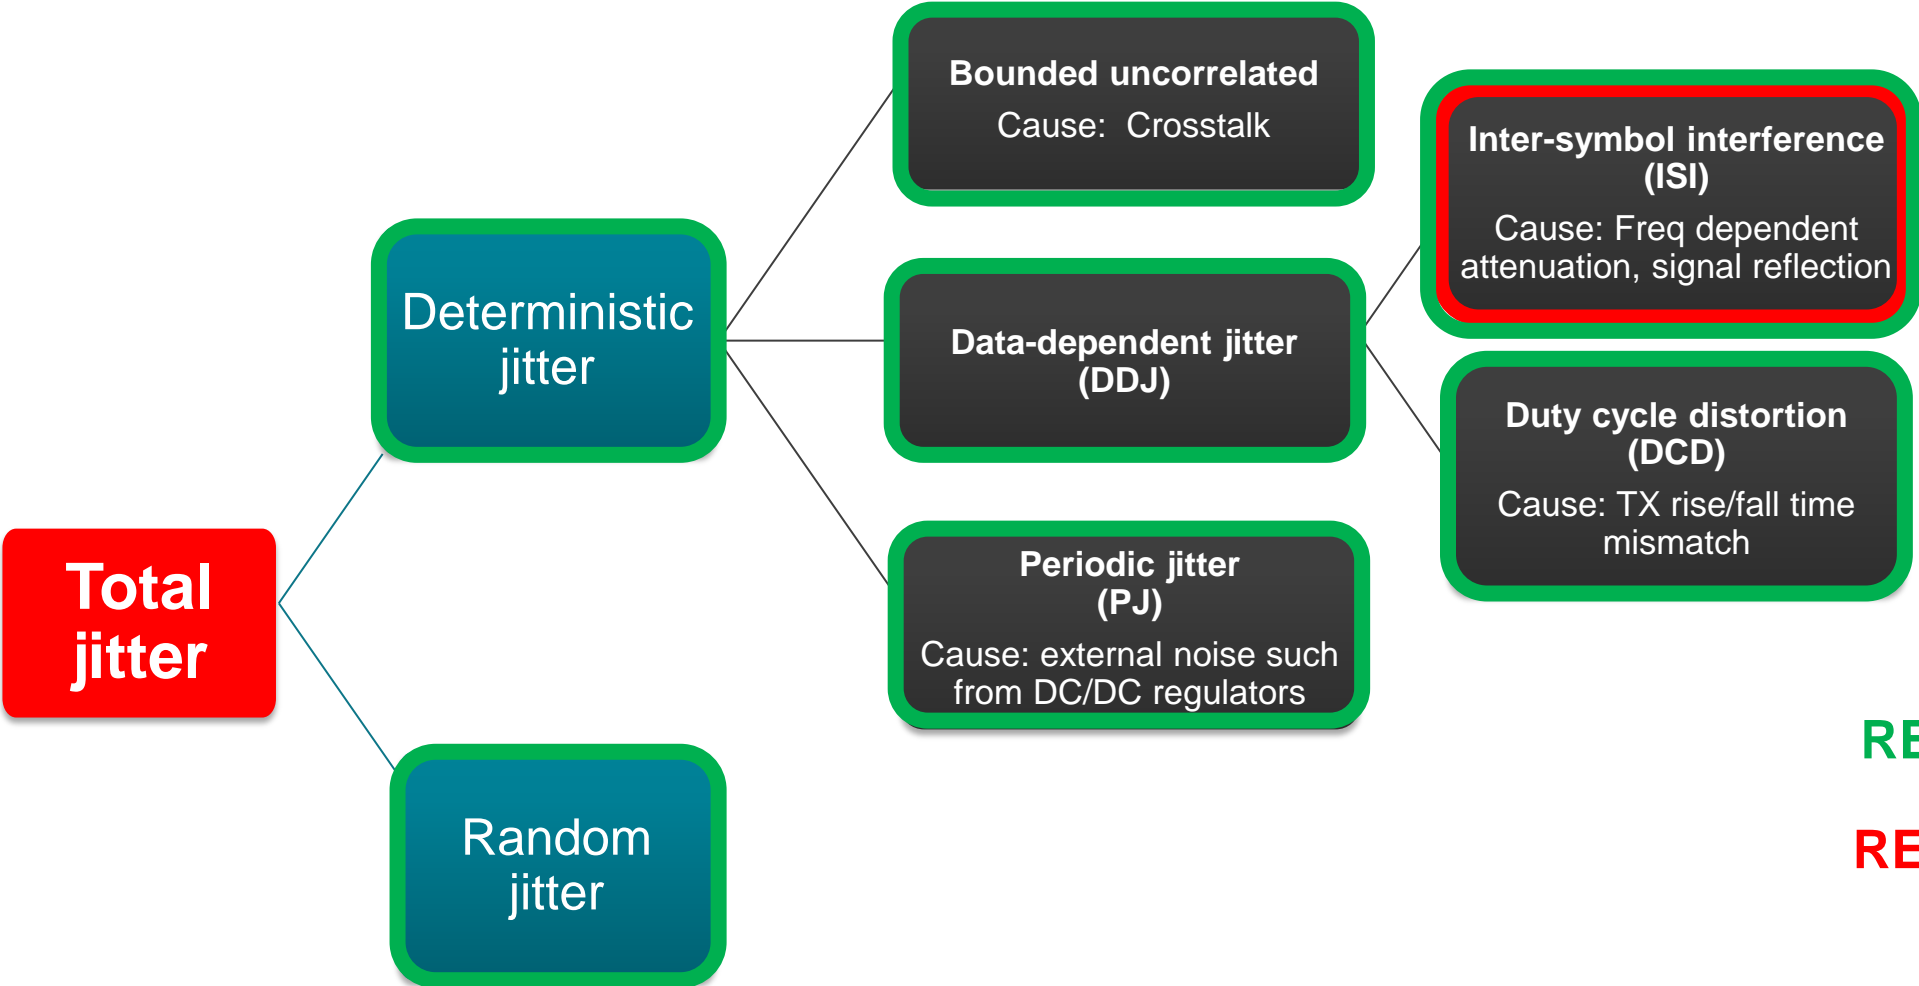 Bounded uncorrelated
Cause: Crosstalk
Inter-symbol interference
(ISI)
Cause: Freq dependent
attenuation, signal reflection
Deterministic
jitter
Data-dependent jitter
(DDJ)
Duty cycle distortion
(DCD)
Cause: TX rise/fall time
mismatch
Total
jitter
Periodic jitter
(PJ)
Cause: external noise such
from DC/DC regulators
Random
jitter
RE
RE